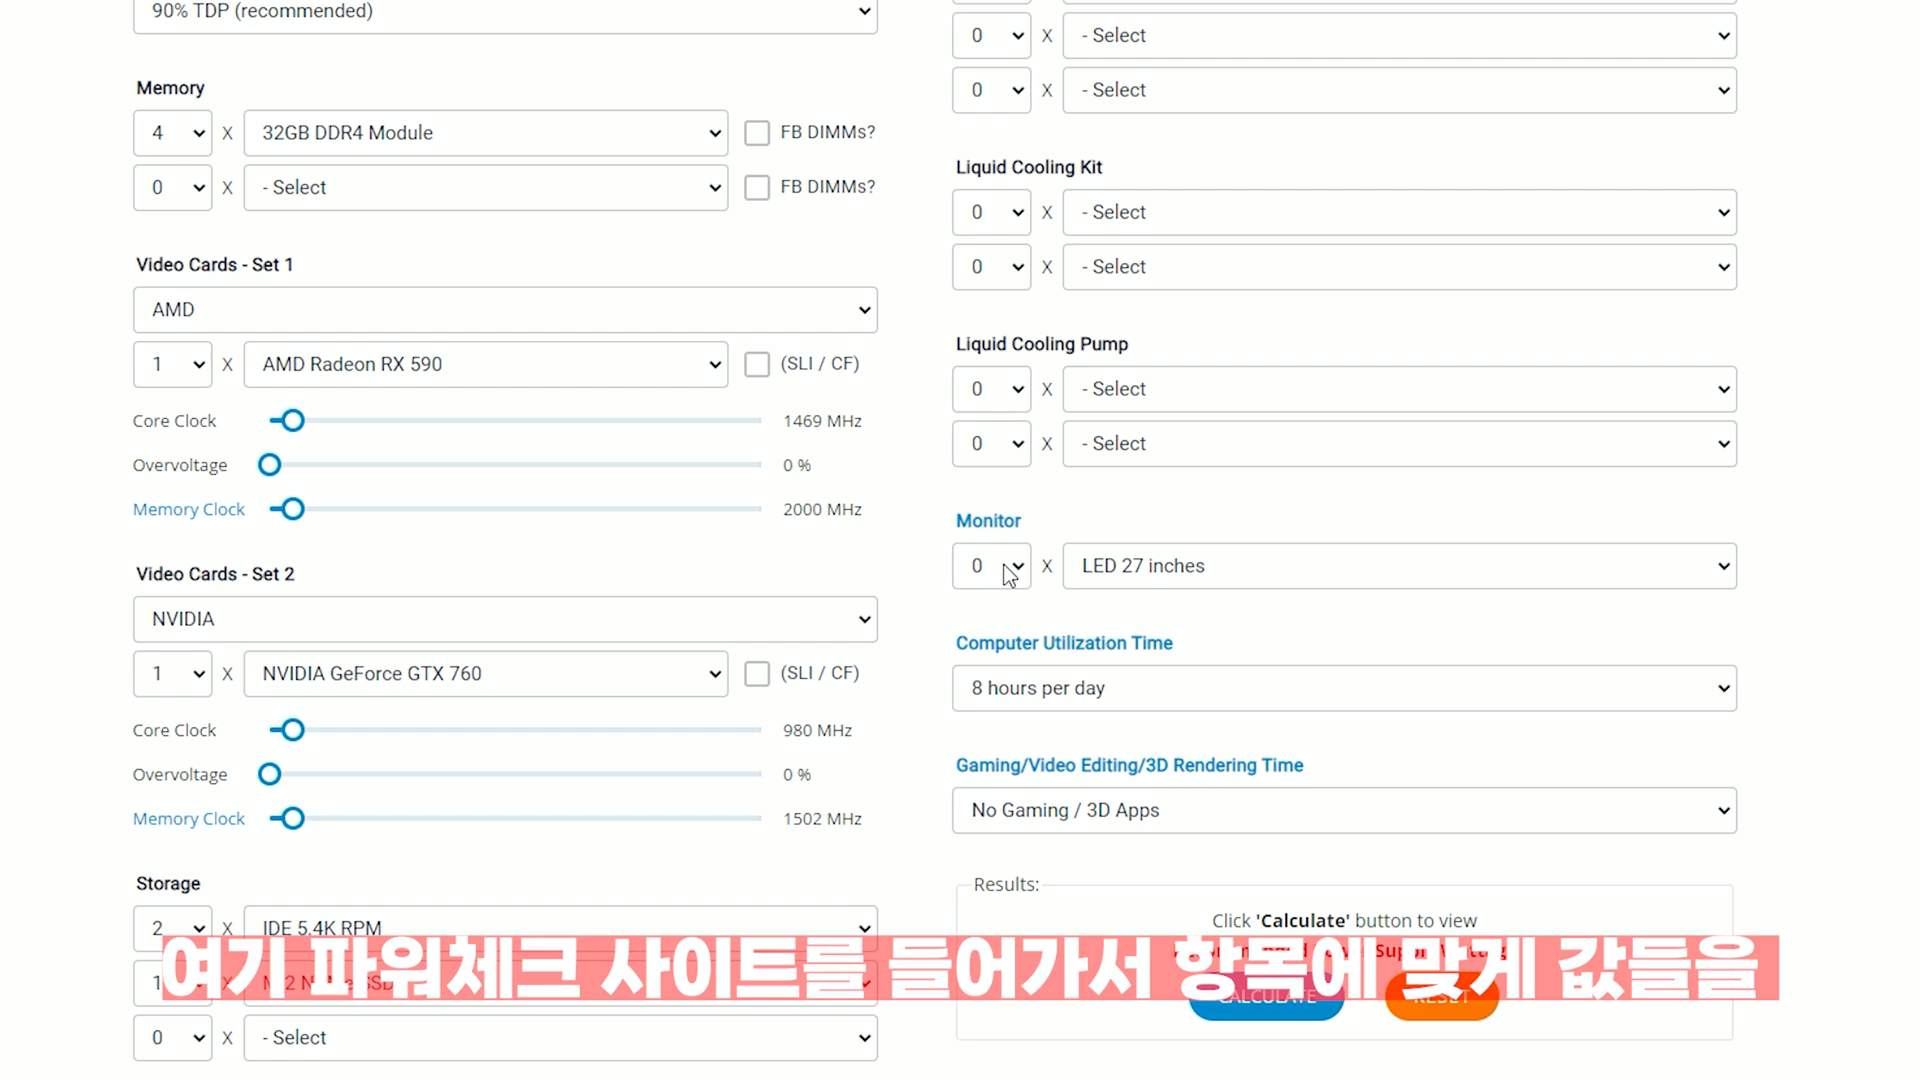 90% TDP (recommended)
Memory
4 X 32GB DDR4 Module FB DIMMs?
0 X - Select FB DIMMs?
Video Cards - Set 1
AMD
1 X AMD Radeon RX 590 (SLI / CF)
Core Clock 1469 MHz
Overvoltage 0 %
Memory Clock 2000 MHz
Video Cards - Set 2
NVIDIA
1 X NVIDIA GeForce GTX 760 (SLI / CF)
Core Clock 980 MHz
Overvoltage 0 %
Memory Clock 1502 MHz
Storage
2 X IDE 5.4K RPM
1 X
0 X - Select
0 X - Select
0 X - Select
Liquid Cooling Kit
0 X - Select
0 X - Select
Liquid Cooling Pump
0 X - Select
0 X - Select
Monitor
0 X LED 27 inches
Computer Utilization Time
8 hours per day
Gaming/Video Editing/3D Rendering Time
No Gaming / 3D Apps
Results:
Click 'Calculate' button to view
CALCULATE RESET
여기 파워체크 사이트를 들어가서 항목에 맞게 값들을